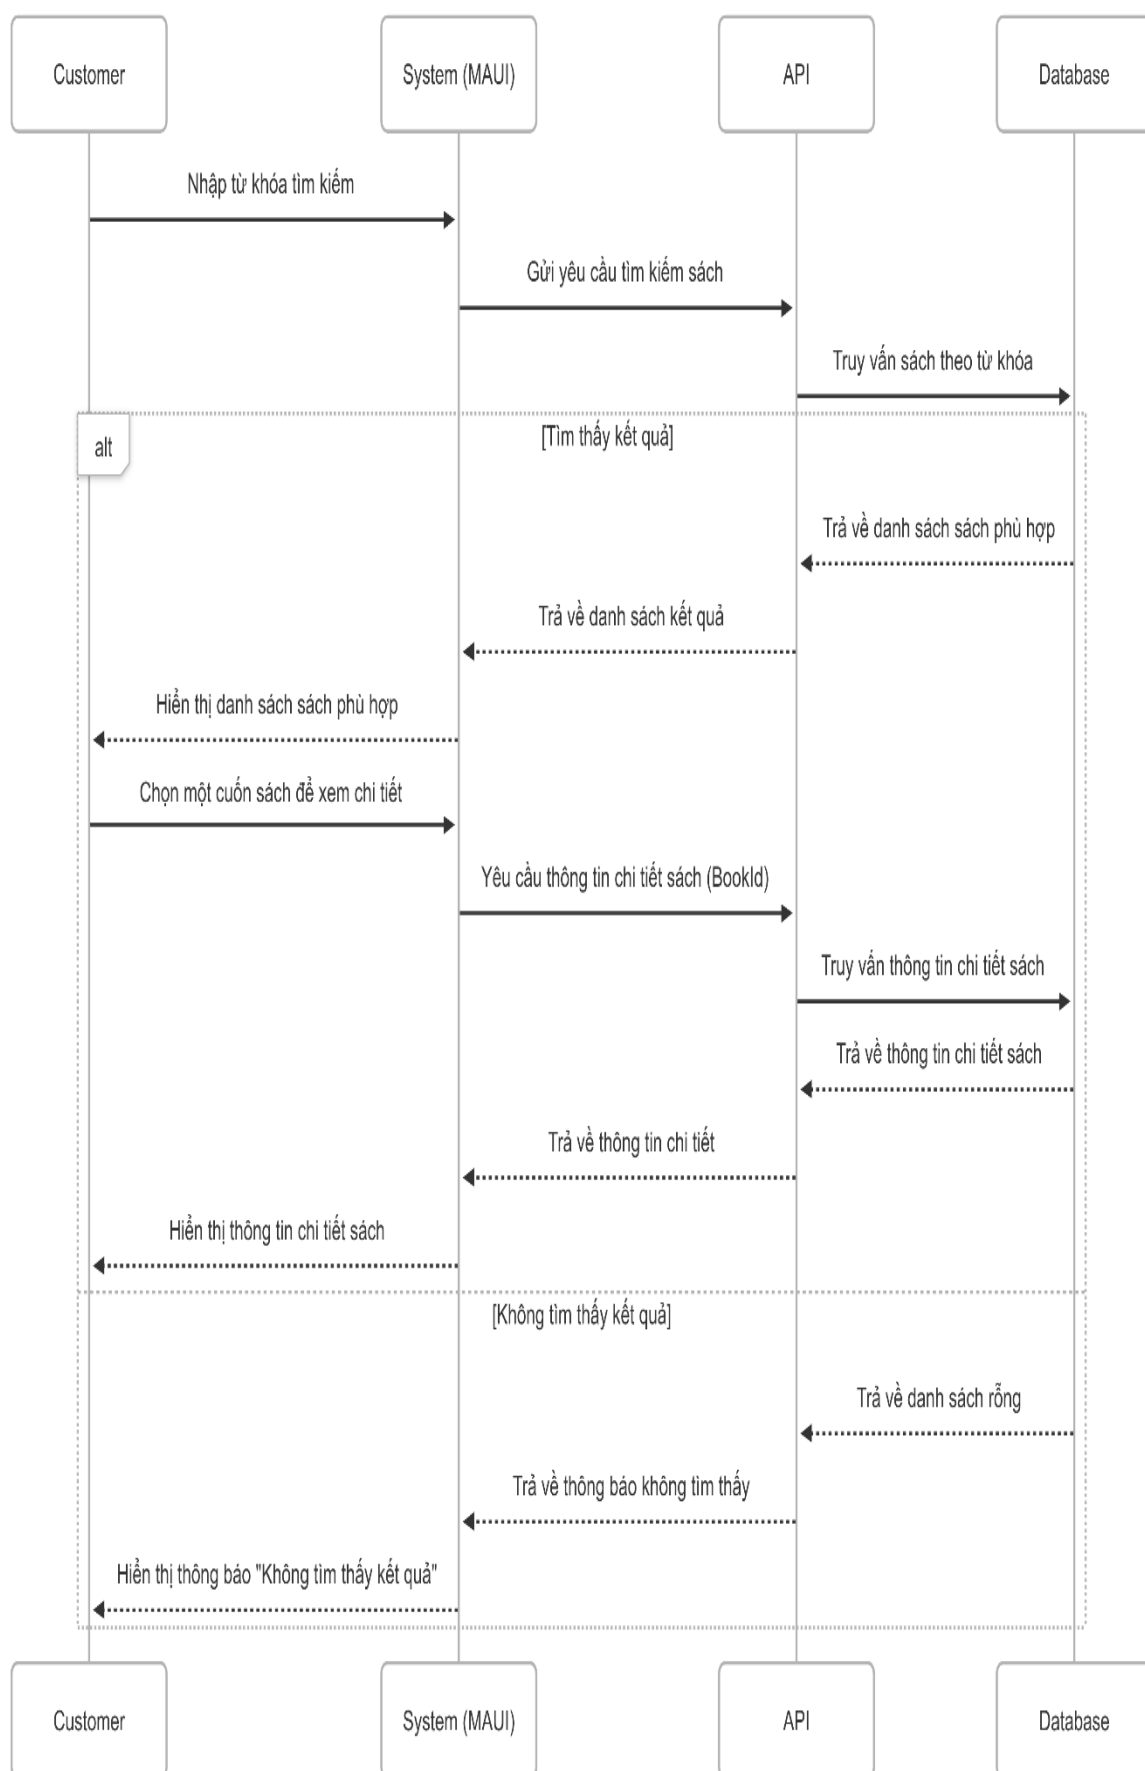 Customer
System (MAUI)
API
Database
Nhập từ khóa tìm kiếm
Gửi yêu cầu tìm kiếm sách
Truy vấn sách theo từ khóa
alt
[Tìm thấy kết quả]
Trả về danh sách sách phù hợp
Trả về danh sách kết quả
Hiển thị danh sách sách phù hợp
Chọn một cuốn sách để xem chi tiết
Yêu cầu thông tin chi tiết sách (BookId)
Truy vấn thông tin chi tiết sách
Trả về thông tin chi tiết sách
Trả về thông tin chi tiết
Hiển thị thông tin chi tiết sách
[Không tìm thấy kết quả]
Trả về danh sách rỗng
Trả về thông báo không tìm thấy
Hiển thị thông báo "Không tìm thấy kết quả"
Customer
System (MAUI)
API
Database